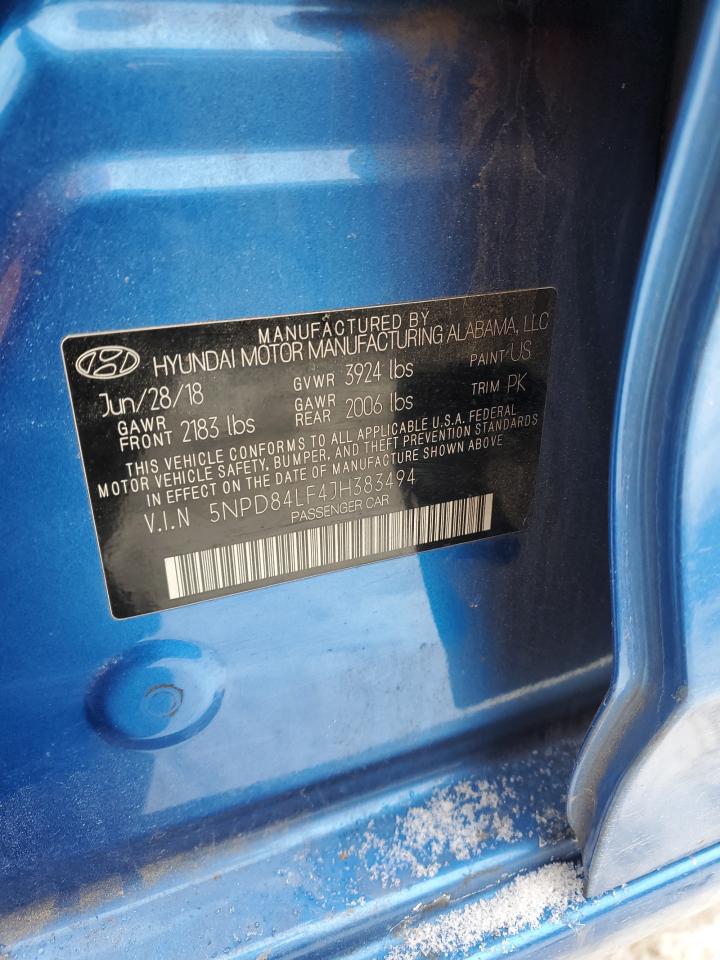 MANUFACTURED BY
HYUNDAI MOTOR MANUFACTURING ALABAMA, LLC
Jun/28/18 GVWR 3924 lbs PAINT US
GAWR FRONT 2183 lbs GAWR REAR 2006 lbs TRIM PK
THIS VEHICLE CONFORMS TO ALL APPLICABLE U.S.A. FEDERAL
MOTOR VEHICLE SAFETY, BUMPER, AND THEFT PREVENTION STANDARDS
IN EFFECT ON THE DATE OF MANUFACTURE SHOWN ABOVE
V.I.N 5NPD84LF4JH383494
PASSENGER CAR